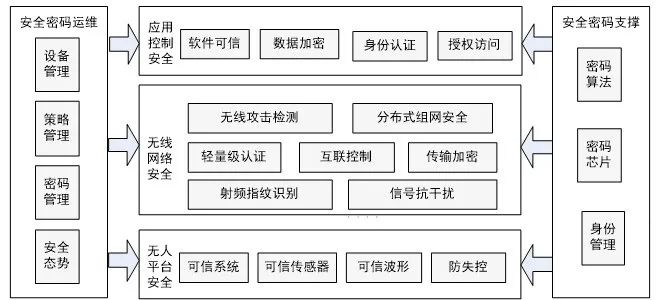 安全密码运维
设备
管理
策略
管理
密码
管理
安全
态势
应用
控制
安全
软件可信
数据加密
身份认证
授权访问
无线
网络
安全
无线攻击检测
分布式组网安全
轻量级认证
互联控制
传输加密
射频指纹识别
信号抗干扰
无人
平台
安全
可信系统
可信传感器
可信波形
防失控
安全密码支撑
密码
算法
密码
芯片
身份
管理